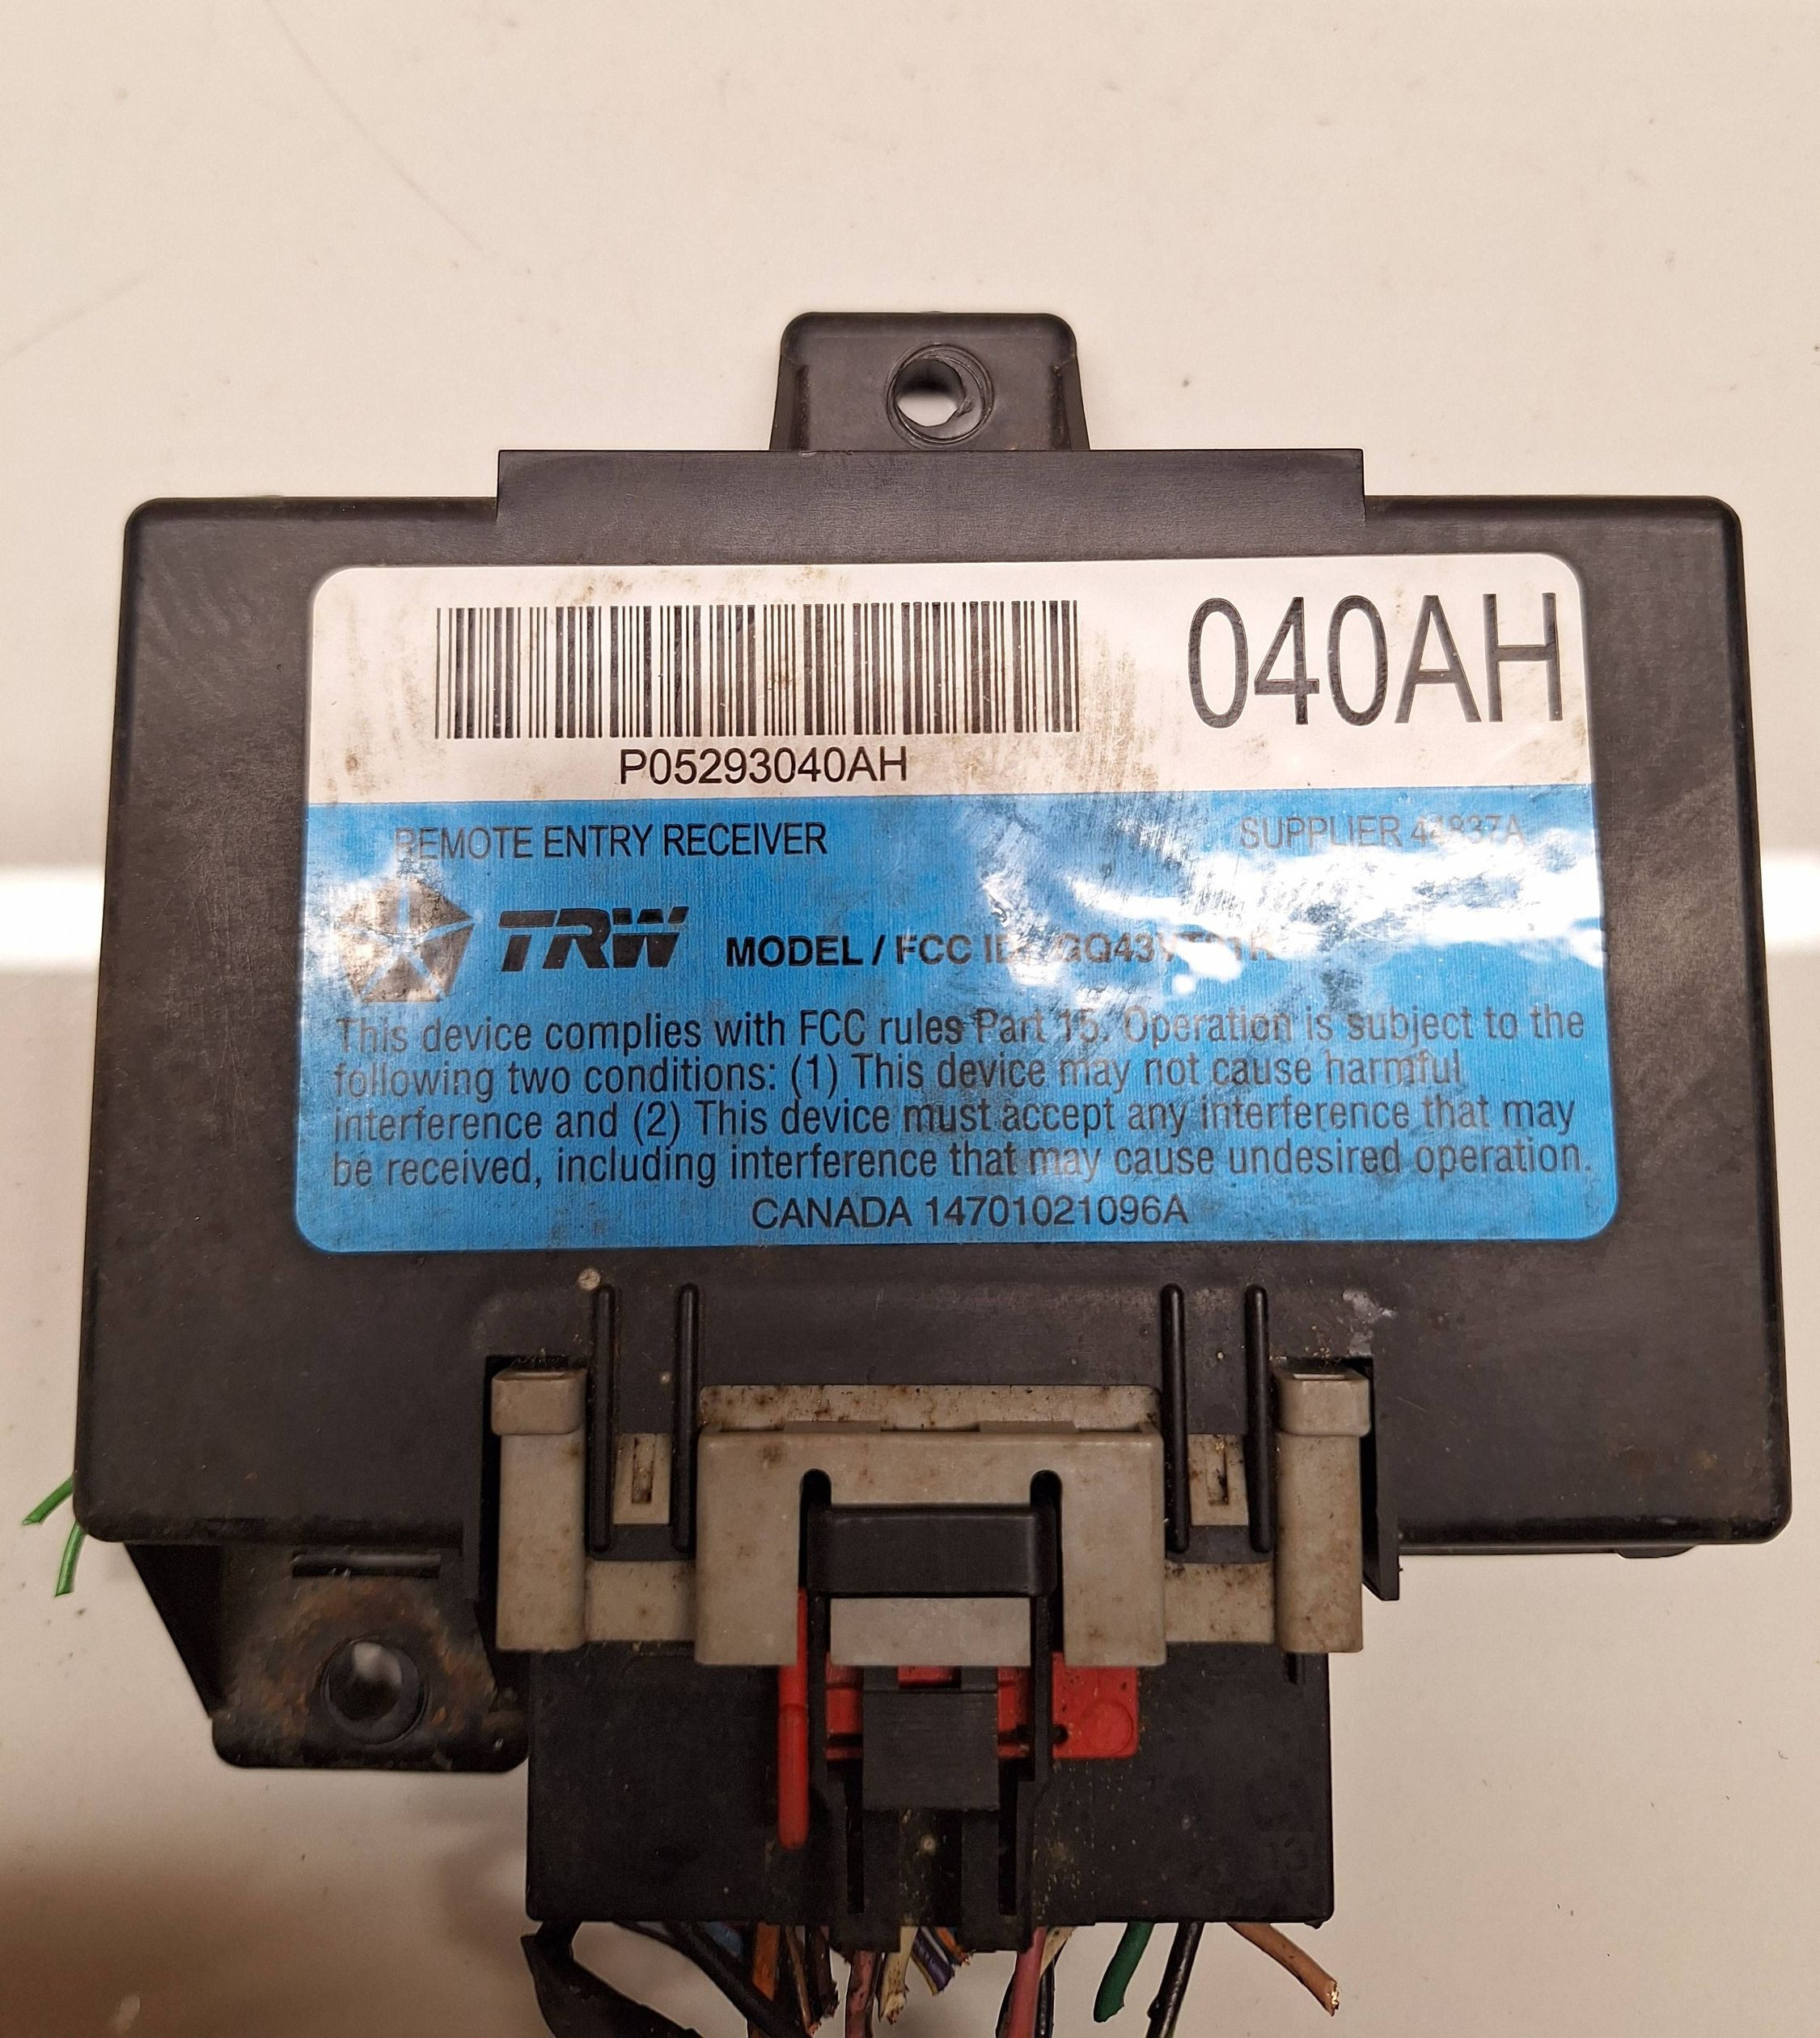 040AH
P05293040AH
REMOTE ENTRY RECEIVER
SUPPLIER
TRW
MODEL / FCC ID:
This device complies with FCC rules Part 15. Operation is subject to the
following two conditions: (1) This device may not cause harmful
interference and (2) This device must accept any interference that may
be received, including interference that may cause undesired operation.
CANADA 14701021096A